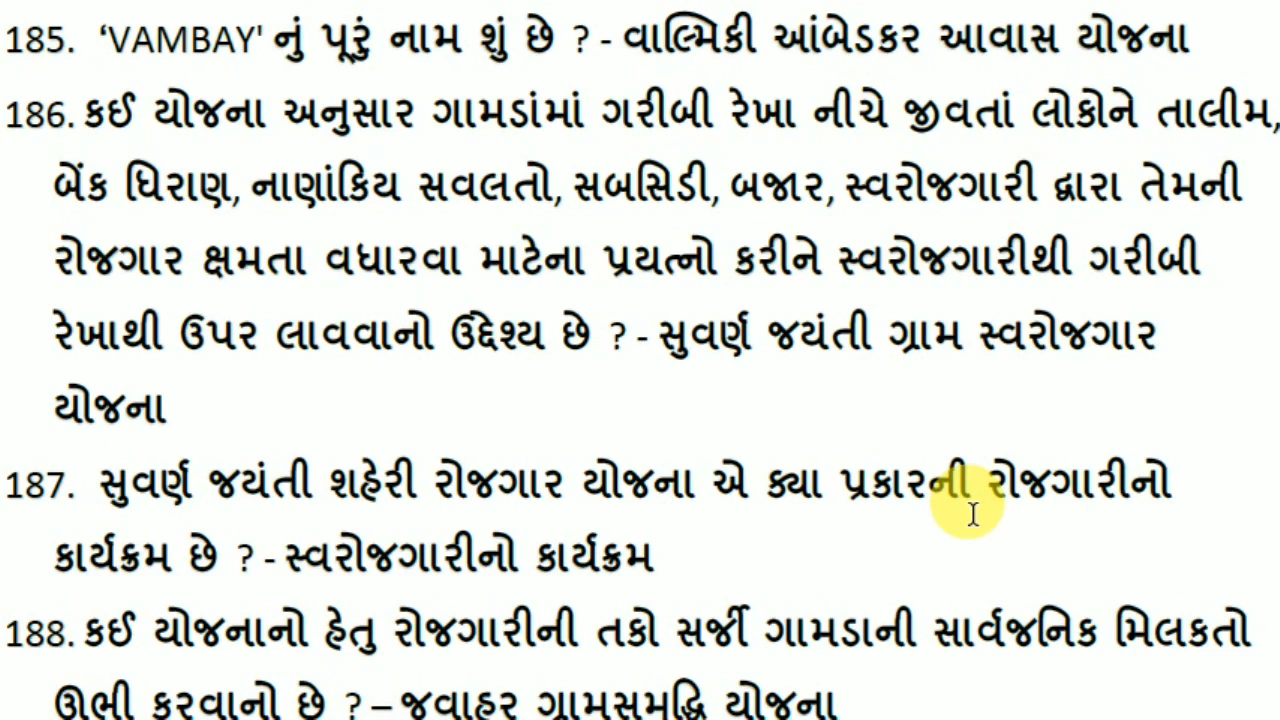 185. ‘VAMBAY' નું પૂરું નામ શું છે ? - વાલ્મિકી આંબેડકર આવાસ યોજના
186. કઈ યોજના અનુસાર ગામડાંમાં ગરીબી રેખા નીચે જીવતાં લોકોને તાલીમ,
બેંક ધિરાણ, નાણાંકિય સવલતો, સબસિડી, બજાર, સ્વરોજગારી દ્વારા તેમની
રોજગાર ક્ષમતા વધારવા માટેના પ્રયત્નો કરીને સ્વરોજગારીથી ગરીબી
રેખાથી ઉપર લાવવાનો ઉદ્દેશ્ય છે ? - સુવર્ણ જયંતી ગ્રામ સ્વરોજગાર
યોજના
187. સુવર્ણ જયંતી શહેરી રોજગાર યોજના એ ક્યા પ્રકારની રોજગારીનો
કાર્યક્રમ છે ? - સ્વરોજગારીનો કાર્યક્રમ
188. કઈ યોજનાનો હેતુ રોજગારીની તકો સર્જી ગામડાની સાર્વજનિક મિલકતો
ઊભી કરવાનો છે ? – જવાહર ગ્રામસમૃદ્ધિ યોજના